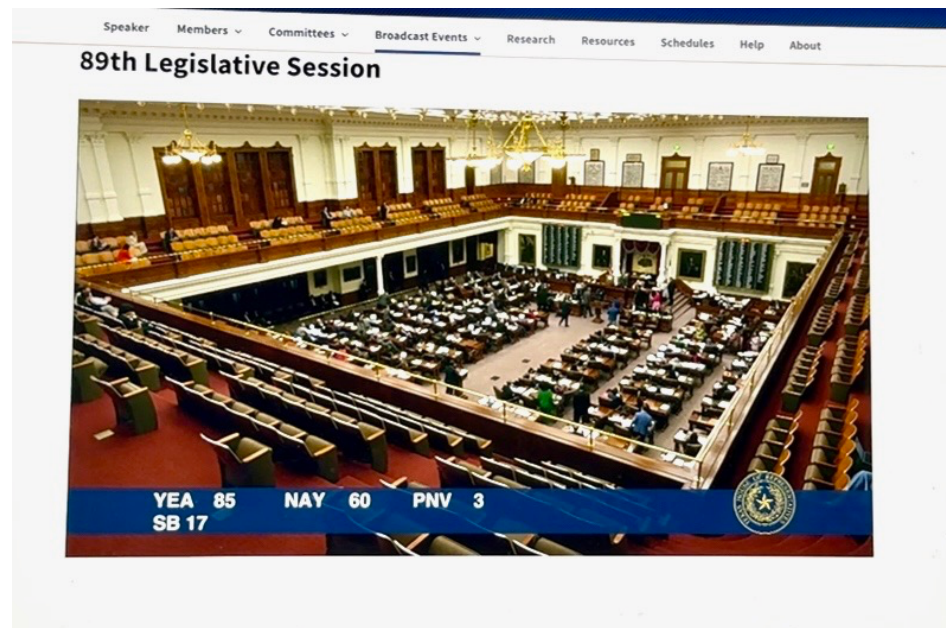 Speaker Members Committees Broadcast Events Research Resources Schedules Help About
89th Legislative Session
YEA 85 NAY 60 PNV 3
SB 17